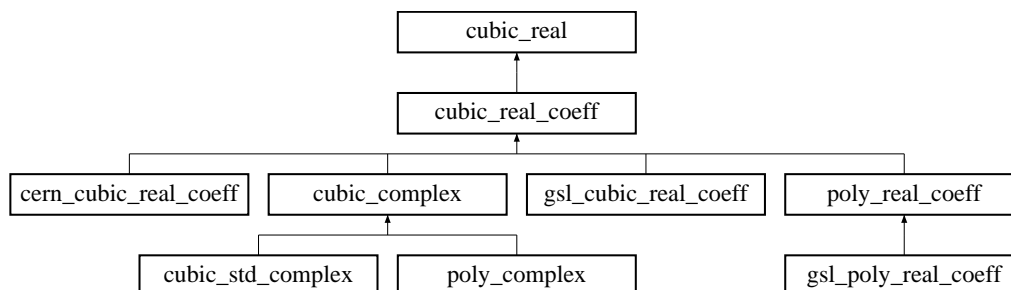 cubic_real
cubic_real_coeff
cern_cubic_real_coeff
cubic_complex
gsl_cubic_real_coeff
poly_real_coeff
cubic_std_complex
poly_complex
gsl_poly_real_coeff